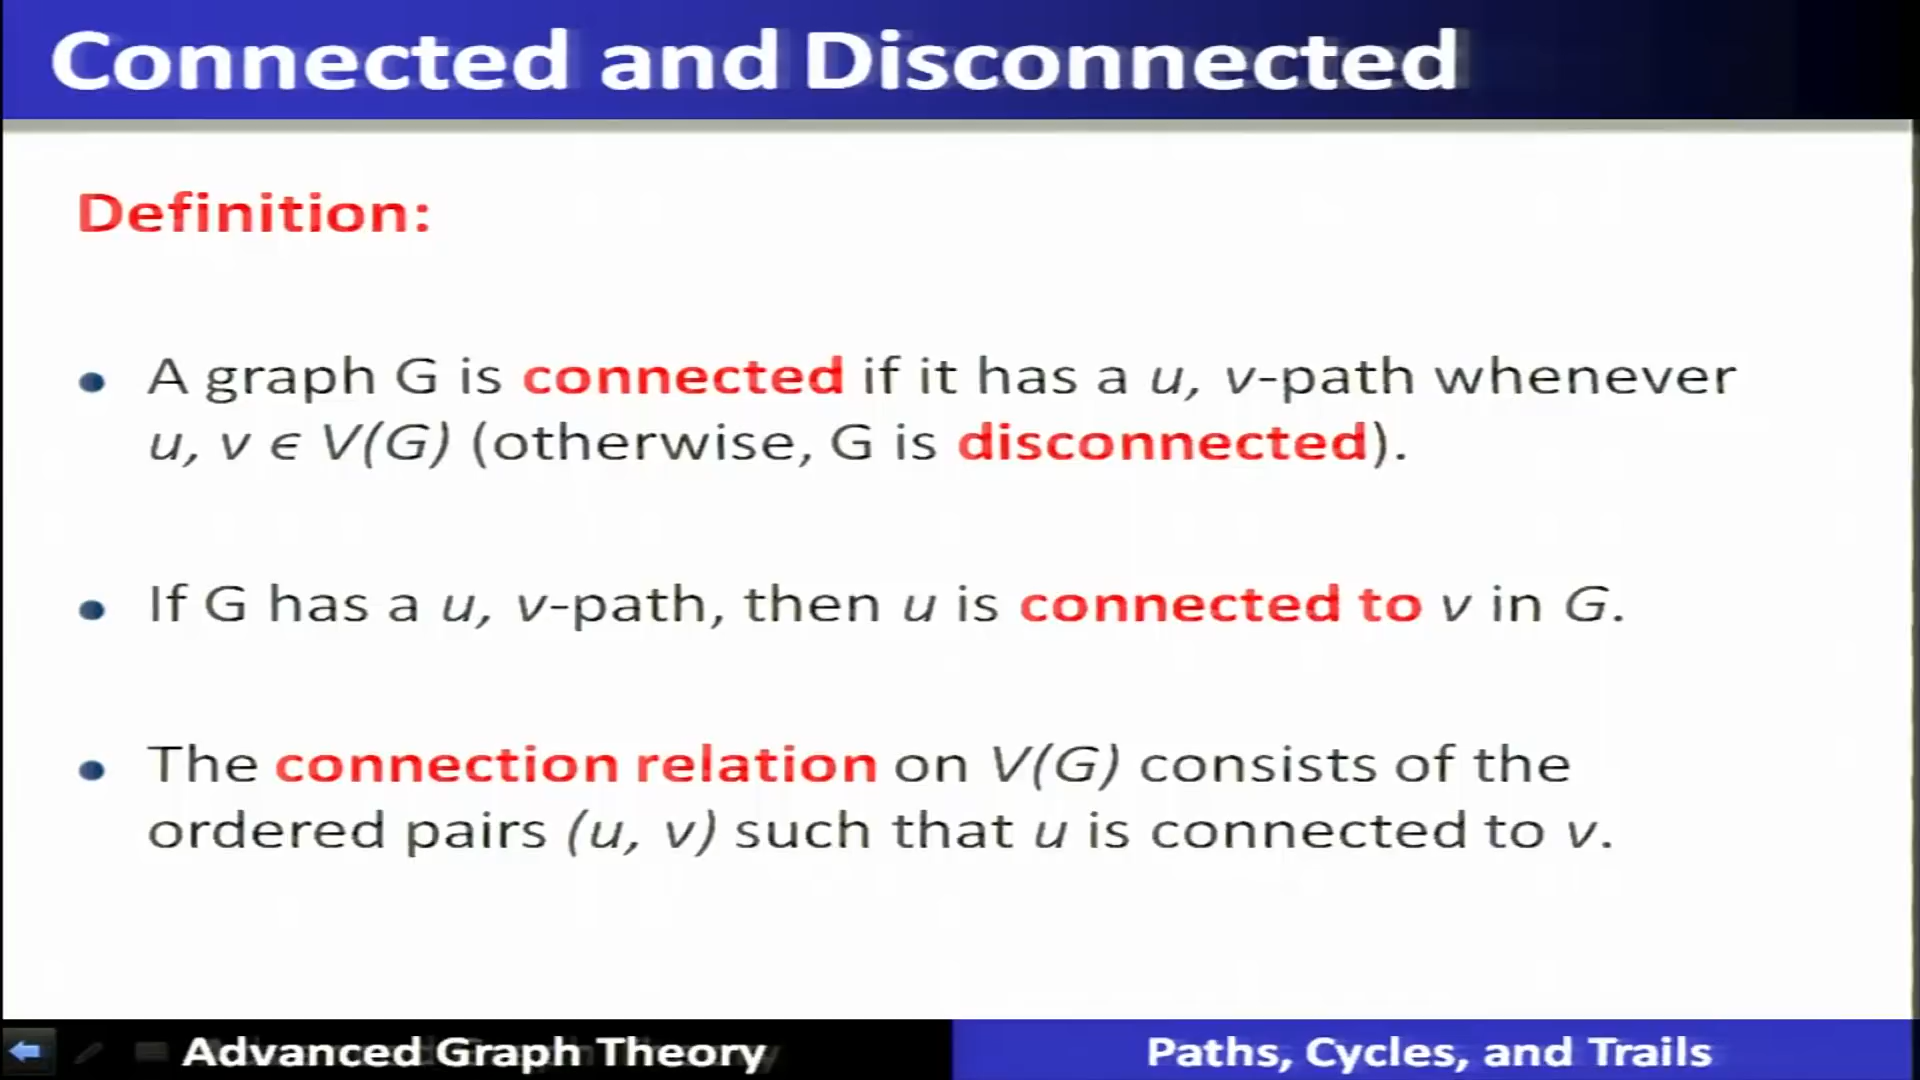 Connected and Disconnected
Definition:
• A graph G is connected if it has a u, v-path whenever
u, v ϵ V(G) (otherwise, G is disconnected).
• If G has a u, v-path, then u is connected to v in G.
• The connection relation on V(G) consists of the
ordered pairs (u, v) such that u is connected to v.
Advanced Graph Theory
Paths, Cycles, and Trails